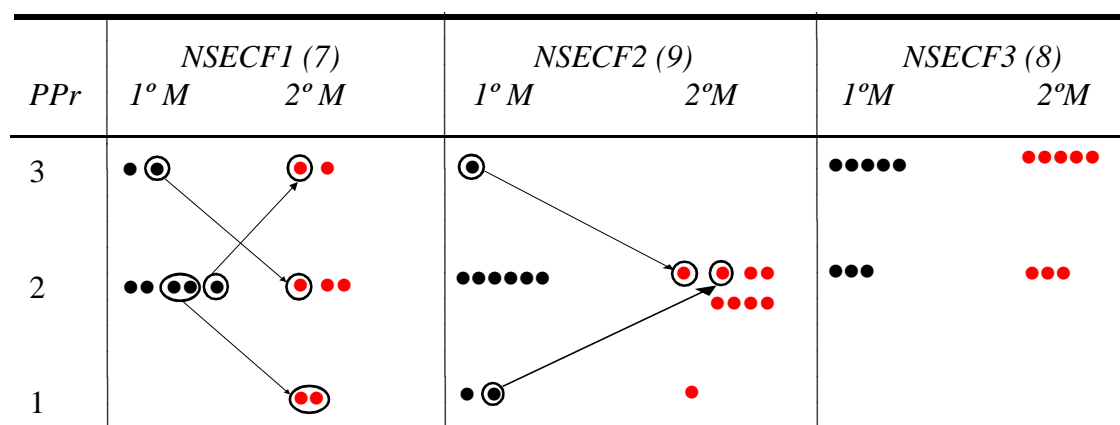 NSECF1 (7) NSECF2 (9) NSECF3 (8)
PPr 1º M 2º M 1º M 2ºM 1ºM 2ºM
3
2
1